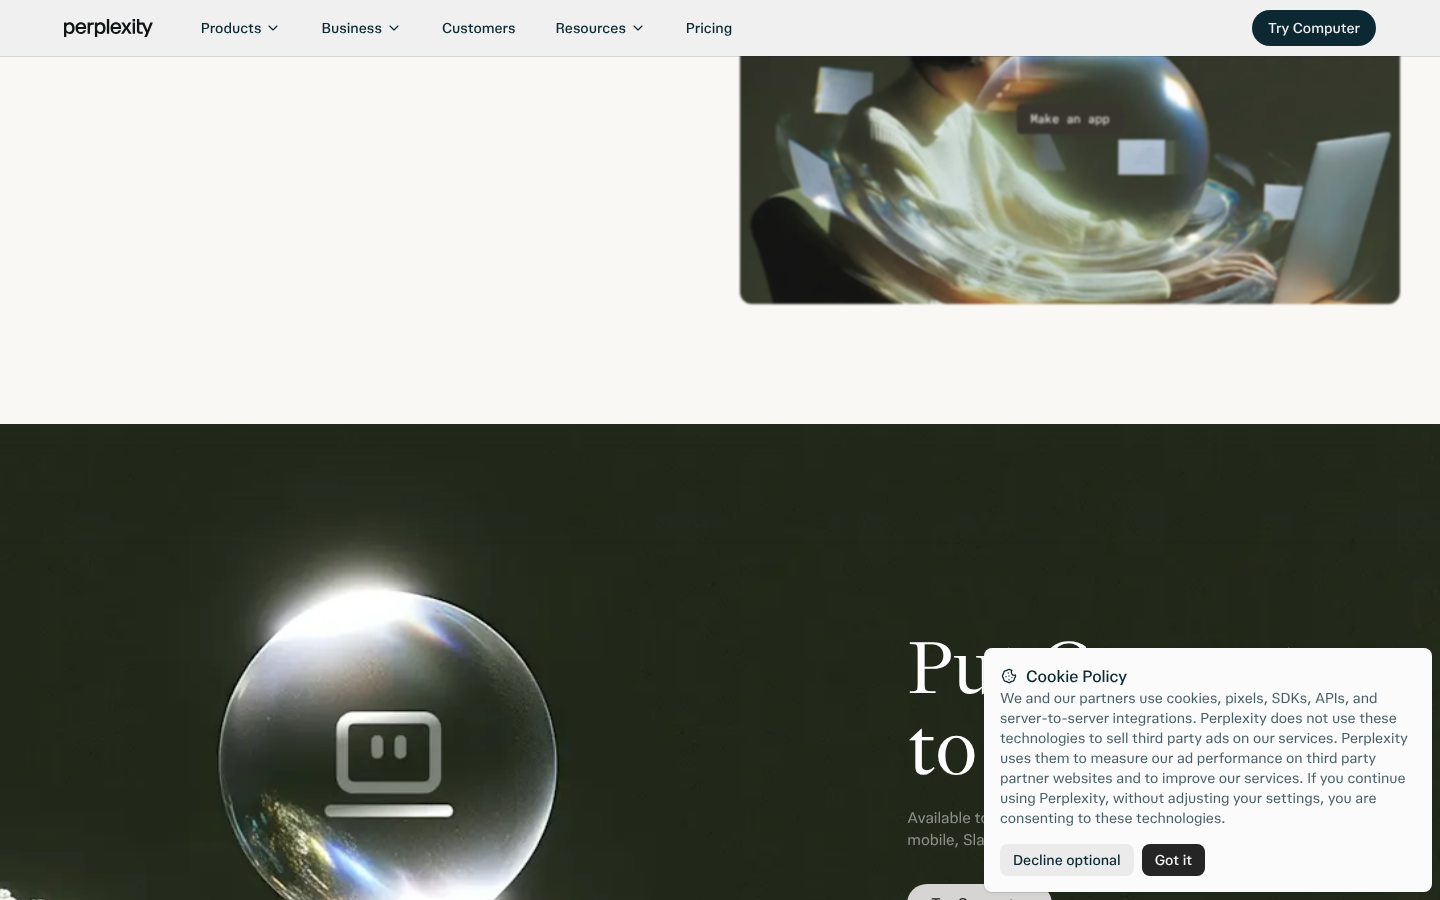 perplexity
Products
Business
Customers
Resources
Pricing
Try Computer
Make an app
to
Available
mobile,
Cookie Policy
We and our partners use cookies, pixels, SDKs, APIs, and
server-to-server integrations. Perplexity does not use these
technologies to sell third party ads on our services. Perplexity
uses them to measure our ad performance on third party
partner websites and to improve our services. If you continue
using Perplexity, without adjusting your settings, you are
consenting to these technologies.
Decline optional
Got it